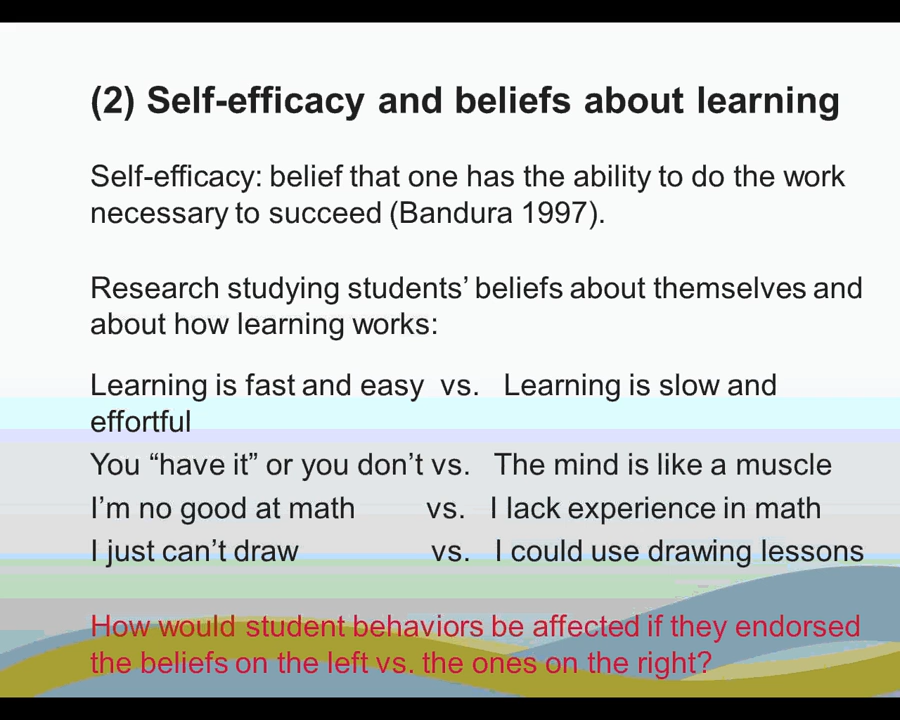 (2) Self-efficacy and beliefs about learning
Self-efficacy: belief that one has the ability to do the work
necessary to succeed (Bandura 1997).
Research studying students’ beliefs about themselves and
about how learning works:
Learning is fast and easy vs. Learning is slow and
effortful
You “have it” or you don’t vs. The mind is like a muscle
I’m no good at math vs. I lack experience in math
I just can’t draw vs. I could use drawing lessons
How would student behaviors be affected if they endorsed
the beliefs on the left vs. the ones on the right?